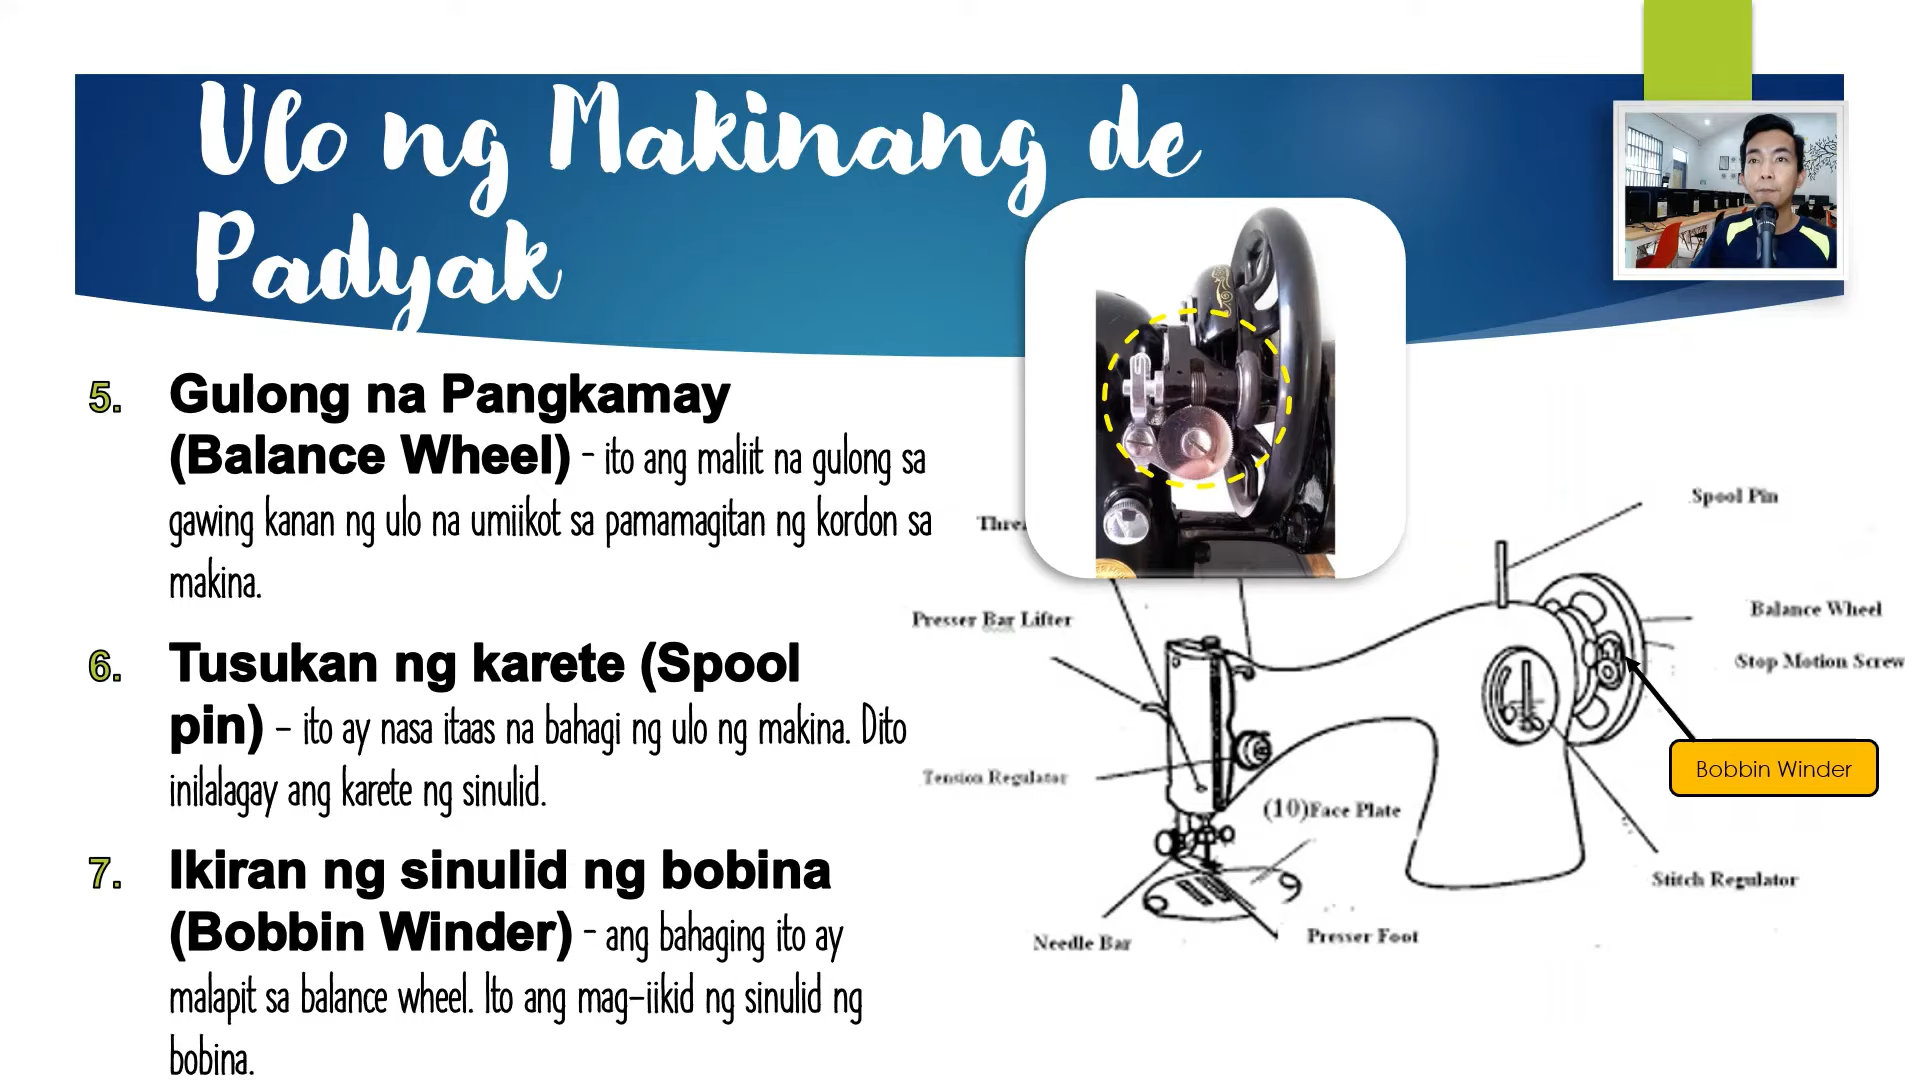 Ulo ng Makinang de
Padyak
5. Gulong na Pangkamay
(Balance Wheel) - ito ang maliit na gulong sa
gawing kanan ng ulo na umiikot sa pamamagitan ng kordon sa
makina.
6. Tusukan ng karete (Spool
pin) – ito ay nasa itaas na bahagi ng ulo ng makina. Dito
inilalagay ang karete ng sinulid.
7. Ikiran ng sinulid ng bobina
(Bobbin Winder) - ang bahaging ito ay
malapit sa balance wheel. Ito ang mag-iikid ng sinulid ng
bobina.
Spool Pin
Presser Bar Lifter
Balance Wheel
Stop Motion Screw
Bobbin Winder
Tension Regulator
(10)Face Plate
Stitch Regulator
Needle Bar
Presser Foot